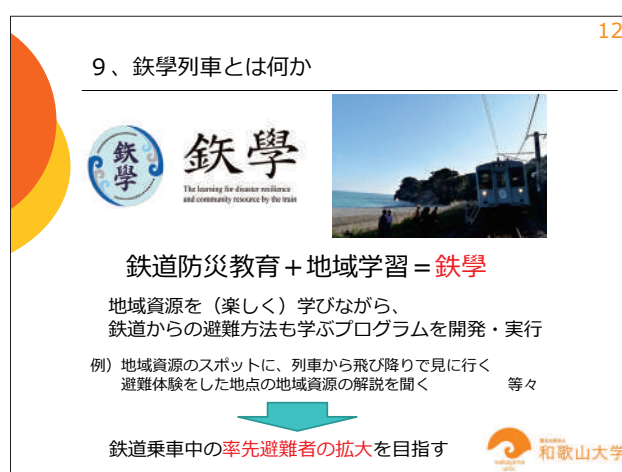 12
９、鉃學列車とは何か
鉃學
鉃學
The learning for disaster resilience
and community resource by the train
鉃道防災教育＋地域学習＝鉃學
地域資源を（楽しく）学びながら、
鉃道からの避難方法も学ぶプログラムを開発・実行
例）地域資源のスポットに、列車から飛び降りで見に行く
避難体験をした地点の地域資源の解説を聞く　等々
鉃道乗車中の率先避難者の拡大を目指す
和歌山大学